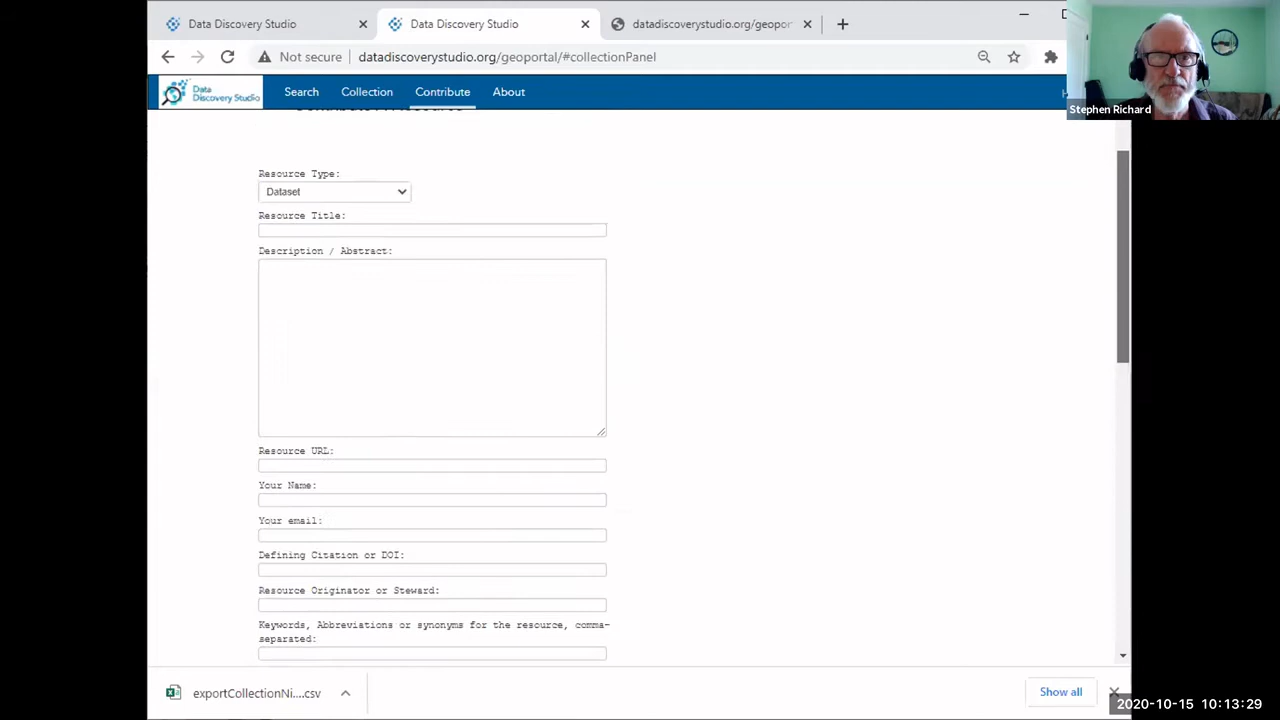 Data Discovery Studio
Data Discovery Studio
datadiscoverystudio.org/geopor
Not secure
datadiscoverystudio.org/geoportal/#collectionPanel
Data
Discovery Studio
Search
Collection
Contribute
About
Stephen Richard
Resource Type:
Dataset
Resource Title:
Description / Abstract:
Resource URL:
Your Name:
Your email:
Defining Citation or DOI:
Resource Originator or Steward:
Keywords, Abbreviations or synonyms for the resource, comma-
separated:
exportCollectionNi....csv
Show all
2020-10-15 10:13:29